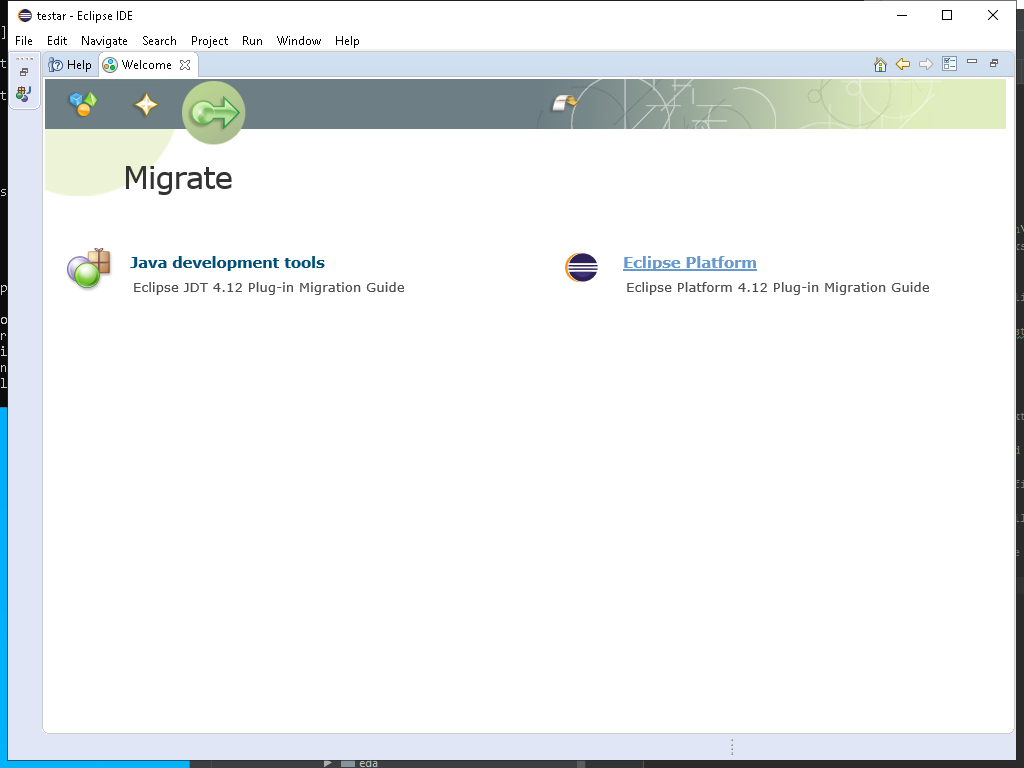 testar - Eclipse IDE
File Edit Navigate Search Project Run Window Help
Help Welcome
Migrate
Java development tools
Eclipse JDT 4.12 Plug-in Migration Guide
Eclipse Platform
Eclipse Platform 4.12 Plug-in Migration Guide
eda